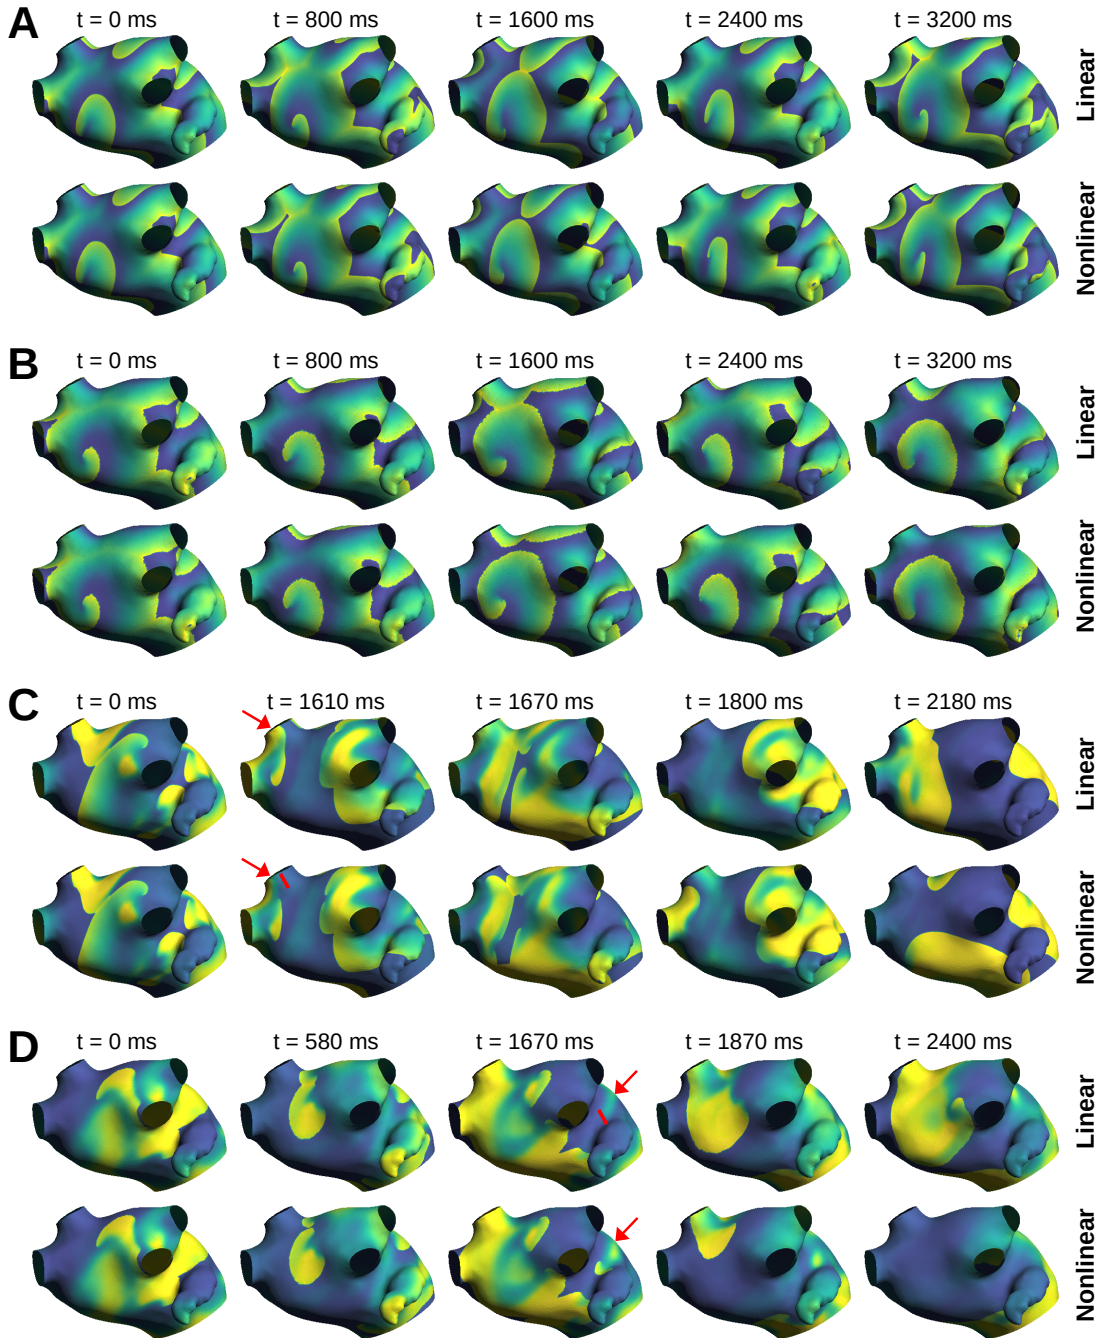 A
t = 0 ms t = 800 ms t = 1600 ms t = 2400 ms t = 3200 ms
Linear
Nonlinear
B
t = 0 ms t = 800 ms t = 1600 ms t = 2400 ms t = 3200 ms
Linear
Nonlinear
C
t = 0 ms t = 1610 ms t = 1670 ms t = 1800 ms t = 2180 ms
Linear
Nonlinear
D
t = 0 ms t = 580 ms t = 1670 ms t = 1870 ms t = 2400 ms
Linear
Nonlinear